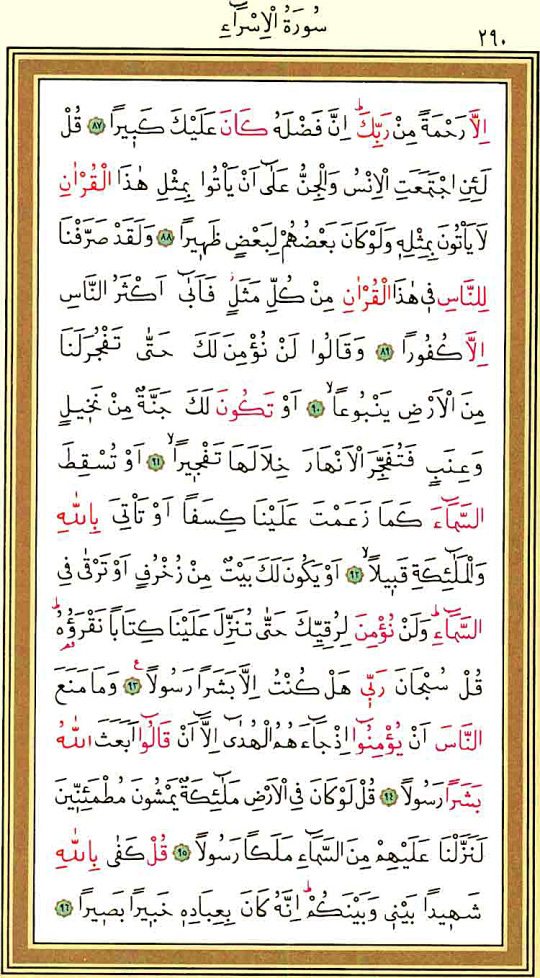 سُورَةُ الْاِسْرَٓاءِ
٢٩٠
اِلَّا رَحْمَةً مِنْ رَبِّكَۜ اِنَّ فَضْلَهُ كَانَ عَلَيْكَ كَبٖيرًا ﴿٨٧﴾ قُلْ
لَئِنِ اجْتَمَعَتِ الْاِنْسُ وَالْجِنُّ عَلٰٓى اَنْ يَأْتُوا بِمِثْلِ هٰذَا الْقُرْاٰنِ
لَا يَأْتُونَ بِمِثْلِهٖ وَلَوْ كَانَ بَعْضُهُمْ لِبَعْضٍ ظَهٖيرًا ﴿٨٨﴾ وَلَقَدْ صَرَّفْنَا
لِلنَّاسِ فٖي هٰذَا الْقُرْاٰنِ مِنْ كُلِّ مَثَلٍۘ فَاَبٰٓى اَكْثَرُ النَّاسِ
اِلَّا كُفُورًا ﴿٨٩﴾ وَقَالُوا لَنْ نُؤْمِنَ لَكَ حَتّٰى تَفْجُرَ لَنَا
مِنَ الْاَرْضِ يَنْبُوعًاۙ ﴿٩٠﴾ اَوْ تَكُونَ لَكَ جَنَّةٌ مِنْ نَخٖيلٍ
وَعِنَبٍ فَتُفَجِّرَ الْاَنْهَارَ خِلَالَهَا تَفْجٖيرًاۙ ﴿٩١﴾ اَوْ تُسْقِطَ
السَّمَٓاءَ كَمَا زَعَمْتَ عَلَيْنَا كِسَفًا اَوْ تَأْتِيَ بِاللّٰهِ
وَالْمَلٰٓئِكَةِ قَبٖيلًاۙ ﴿٩٢﴾ اَوْ يَكُونَ لَكَ بَيْتٌ مِنْ زُخْرُفٍ اَوْ تَرْقٰى فِي
السَّمَٓاءِۜ وَلَنْ نُؤْمِنَ لِرُقِيِّكَ حَتّٰى تُنَزِّلَ عَلَيْنَا كِتَابًا نَقْرَؤُ۬هُۜ
قُلْ سُبْحَانَ رَبّٖي هَلْ كُنْتُ اِلَّا بَشَرًا رَسُولًا ﴿٩٣﴾ وَمَا مَنَعَ
النَّاسَ اَنْ يُؤْمِنُٓوا اِذْ جَٓاءَهُمُ الْهُدٰٓى اِلَّٓا اَنْ قَالُٓوا اَبَعَثَ اللّٰهُ
بَشَرًا رَسُولًا ﴿٩٤﴾ قُلْ لَوْ كَانَ فِي الْاَرْضِ مَلٰٓئِكَةٌ يَمْشُونَ مُطْمَئِنّٖينَ
لَنَزَّلْنَا عَلَيْهِمْ مِنَ السَّمَٓاءِ مَلَكًا رَسُولًا ﴿٩٥﴾ قُلْ كَفٰى بِاللّٰهِ
شَهٖيدًا بَيْنٖي وَبَيْنَكُمْۜ اِنَّهُ كَانَ بِعِبَادِهٖ خَبٖيرًا بَصٖيرًا ﴿٩٦﴾